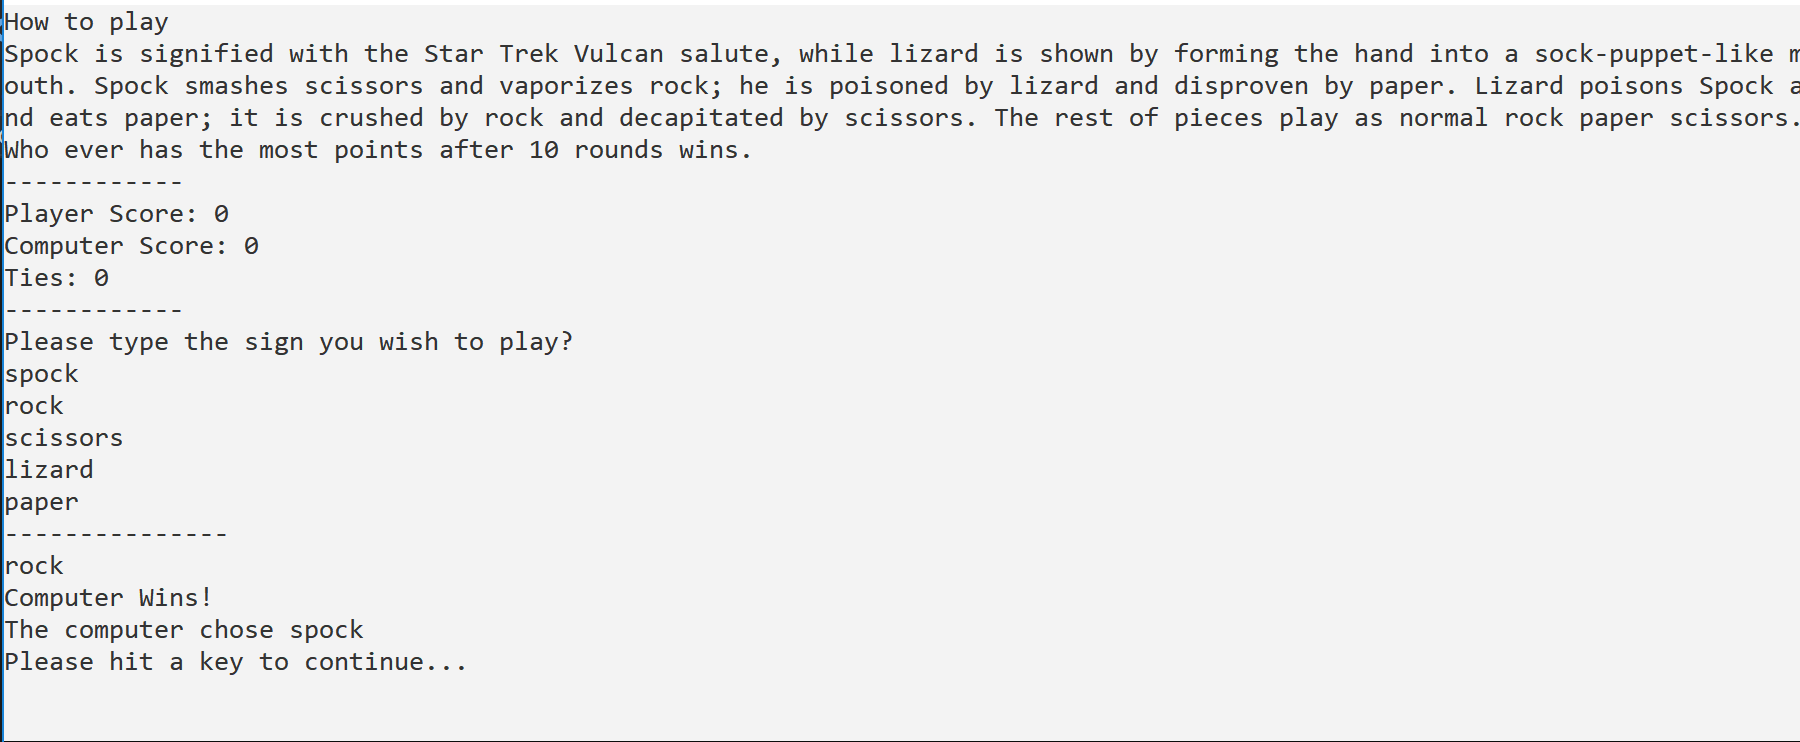 How to play
Spock is signified with the Star Trek Vulcan salute, while lizard is shown by forming the hand into a sock-puppet-like m
outh. Spock smashes scissors and vaporizes rock; he is poisoned by lizard and disproven by paper. Lizard poisons Spock a
nd eats paper; it is crushed by rock and decapitated by scissors. The rest of pieces play as normal rock paper scissors.
Who ever has the most points after 10 rounds wins.
------------
Player Score: 0
Computer Score: 0
Ties: 0
------------
Please type the sign you wish to play?
spock
rock
scissors
lizard
paper
---------------
rock
Computer Wins!
The computer chose spock
Please hit a key to continue...